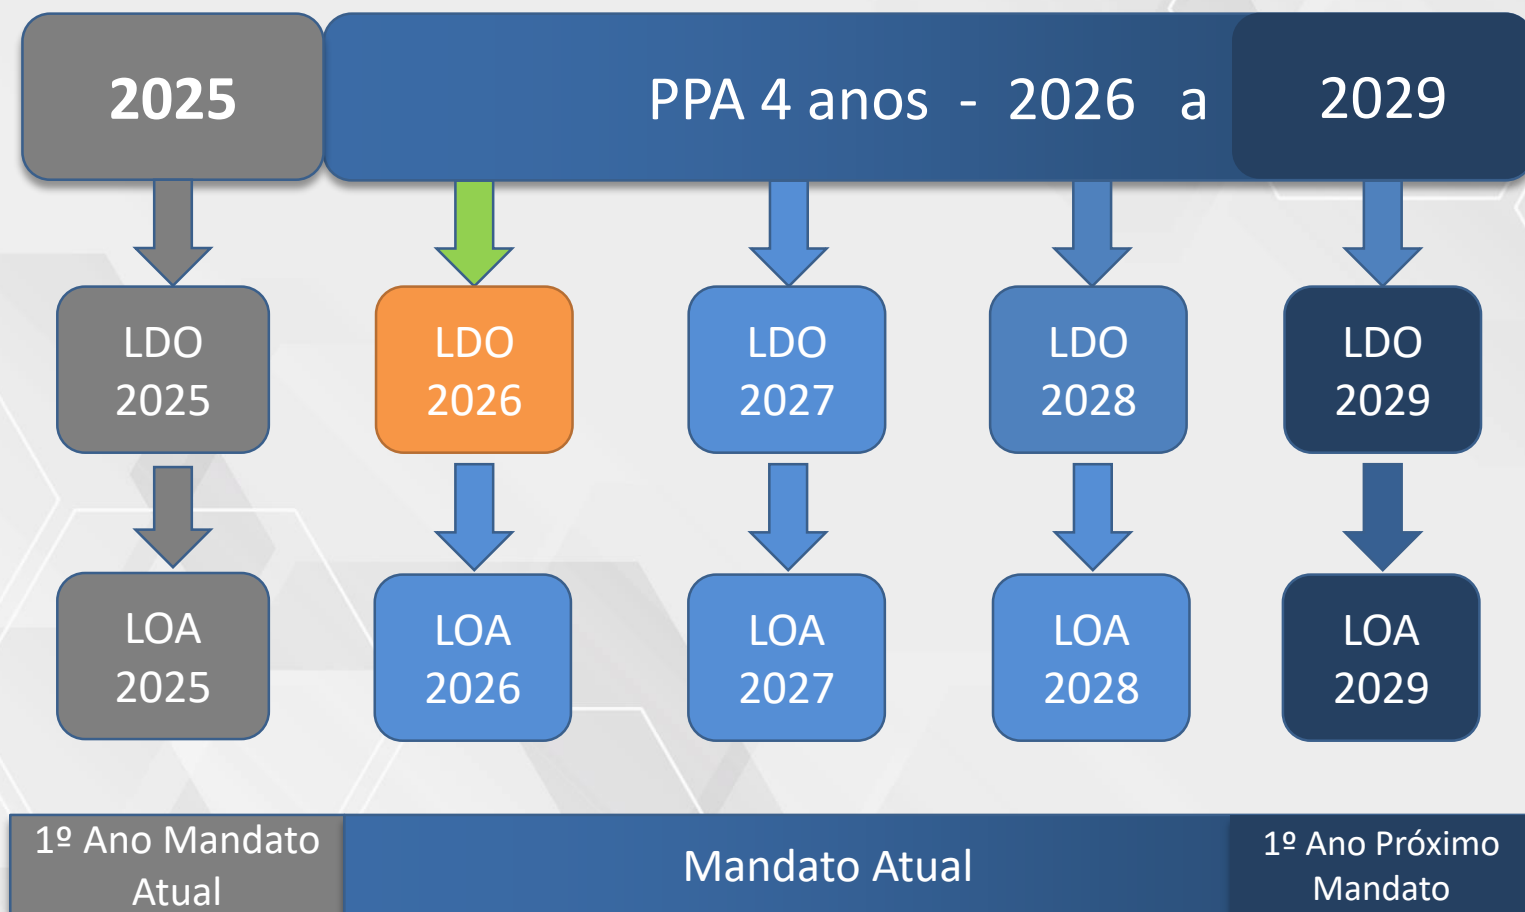 2025
PPA 4 anos - 2026 a 2029
LDO
2025
LDO
2026
LDO
2027
LDO
2028
LDO
2029
LOA
2025
LOA
2026
LOA
2027
LOA
2028
LOA
2029
1º Ano Mandato
Atual
Mandato Atual
1º Ano Próximo
Mandato